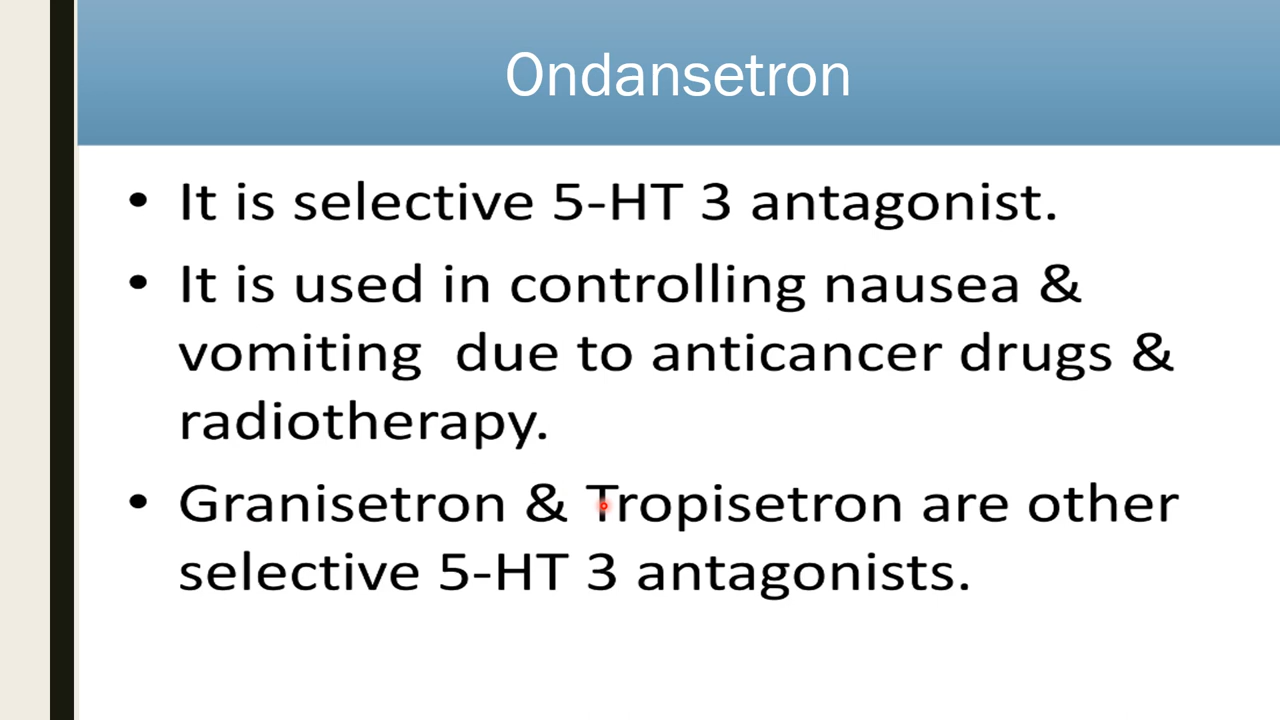 Ondansetron
• It is selective 5-HT 3 antagonist.
• It is used in controlling nausea &
vomiting  due to anticancer drugs &
radiotherapy.
• Granisetron & Tropisetron are other
selective 5-HT 3 antagonists.